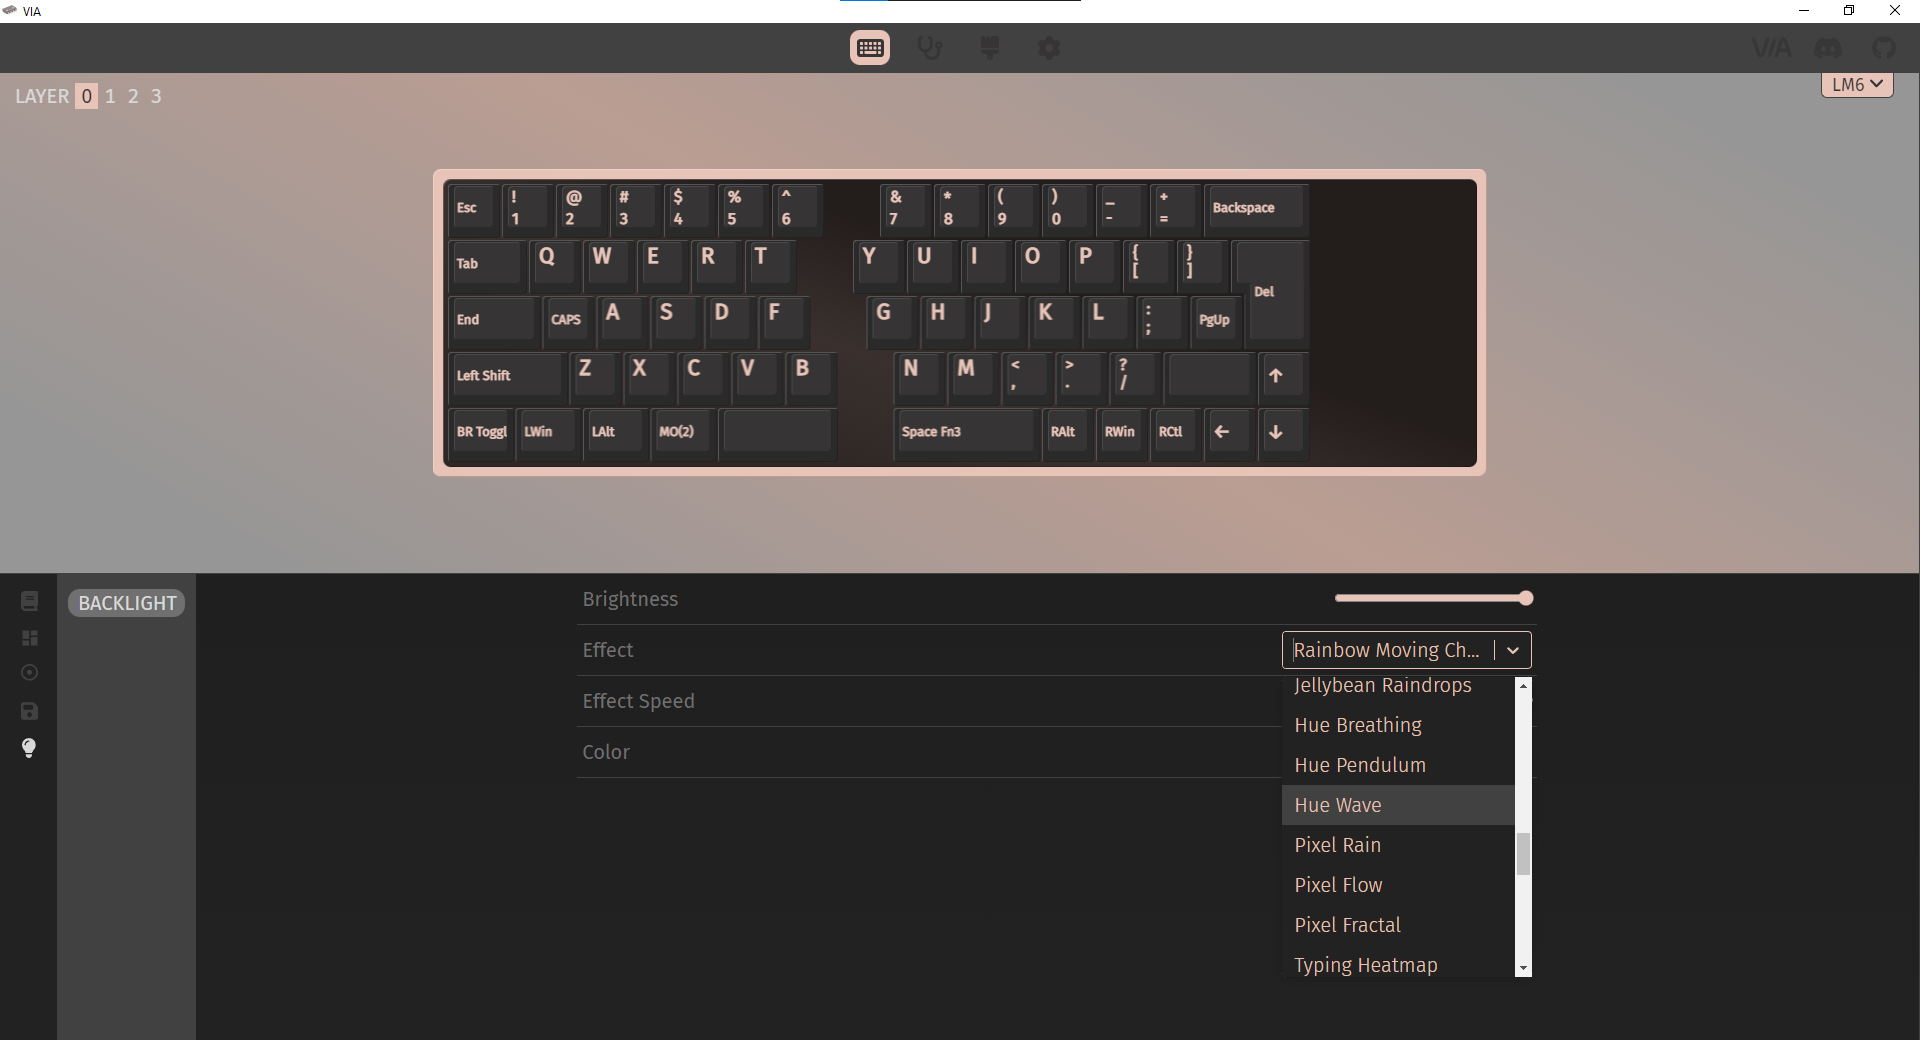 VIA
VIA
LAYER 0 1 2 3
LM6
Esc ! 1 @ 2 # 3 $ 4 % 5 ^ 6 & 7 * 8 ( 9 ) 0 _ - + = Backspace
Tab Q W E R T Y U I O P { [ } ] Del
End CAPS A S D F G H J K L : ; PgUp
Left Shift Z X C V B N M < , > . ? / ↑
BR Toggl LWin LAlt MO(2) Space Fn3 RAlt RWin RCtl ← ↓
BACKLIGHT
Brightness
Effect Rainbow Moving Ch...
Effect Speed
Color
Jellybean Raindrops
Hue Breathing
Hue Pendulum
Hue Wave
Pixel Rain
Pixel Flow
Pixel Fractal
Typing Heatmap